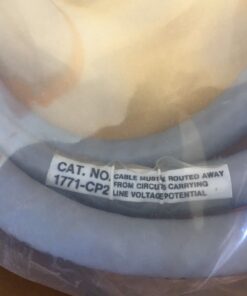 CAT. NO.
1771-CP2
CABLE MUST BE ROUTED AWAY
FROM CIRCUITS CARRYING
LINE VOLTAGE POTENTIAL